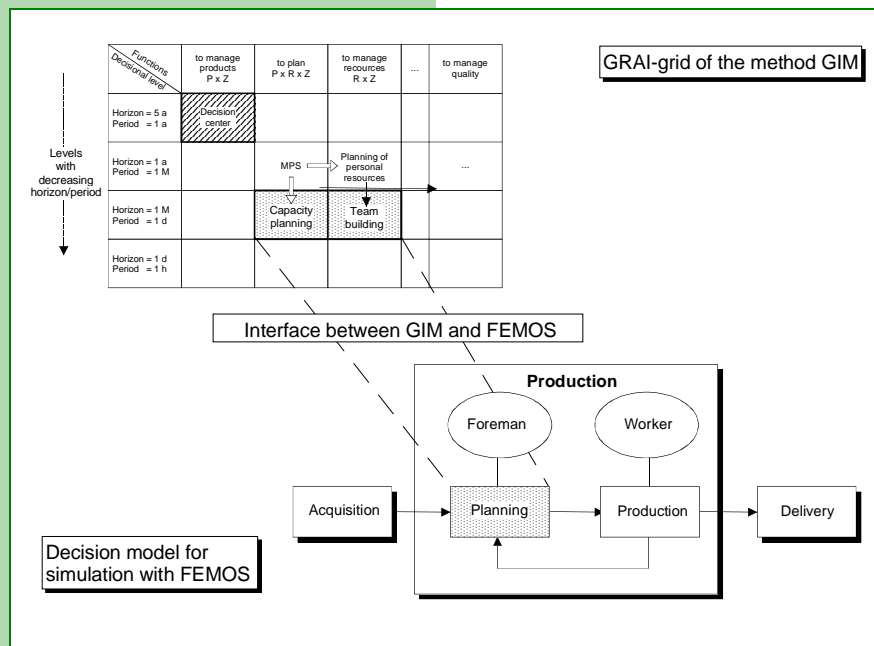 GRAI-grid of the method GIM
Functions
Decisional level
to manage
products
P x Z
to plan
P x R x Z
to manage
recources
R x Z
...
to manage
quality
Levels
with
decreasing
horizon/period
Horizon = 5 a
Period = 1 a
Decision
center
Horizon = 1 a
Period = 1 M
MPS
Planning of
personal
resources
...
Horizon = 1 M
Period = 1 d
Capacity
planning
Team
building
Horizon = 1 d
Period = 1 h
Interface between GIM and FEMOS
Production
Foreman
Worker
Acquisition
Planning
Production
Delivery
Decision model for
simulation with FEMOS